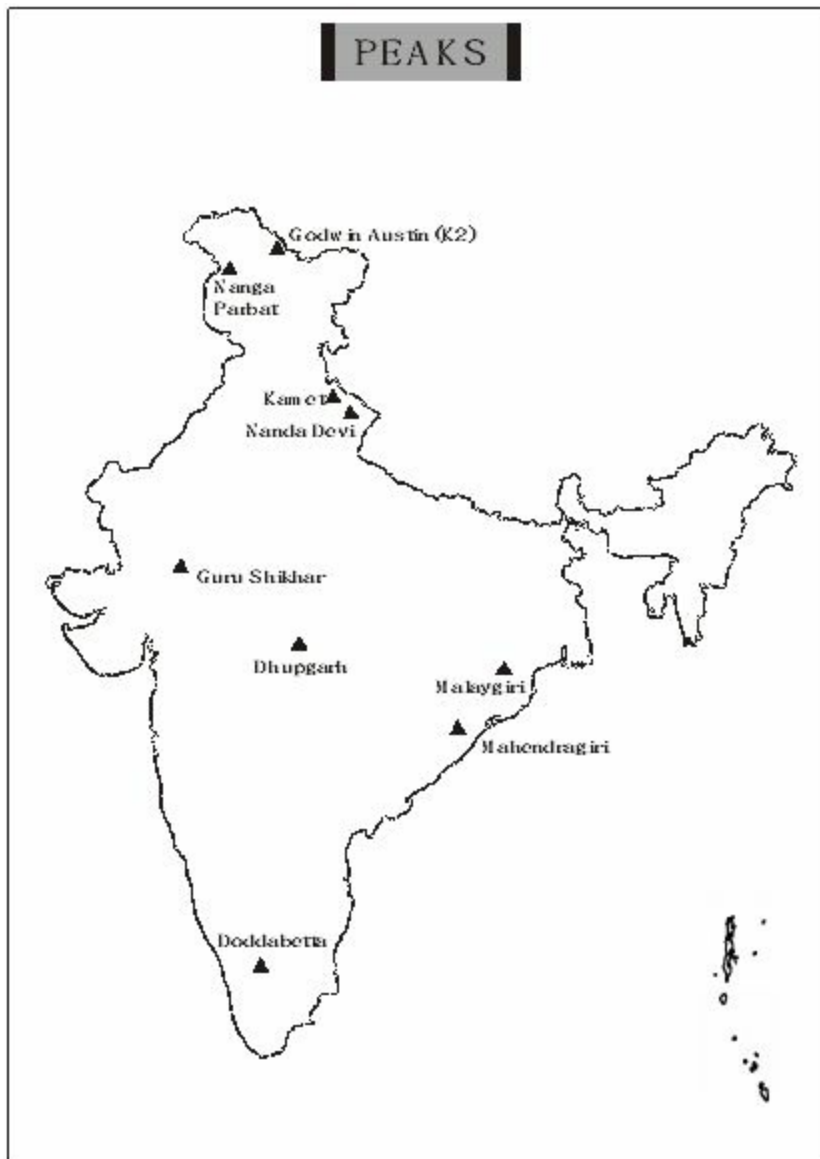 PEAKS
Godwin Austin (K2)
Nanga
Parbat
Kamet
Nanda Devi
Guru Shikhar
Dhupgarh
Malaygiri
Mahendragiri
Doddabetta